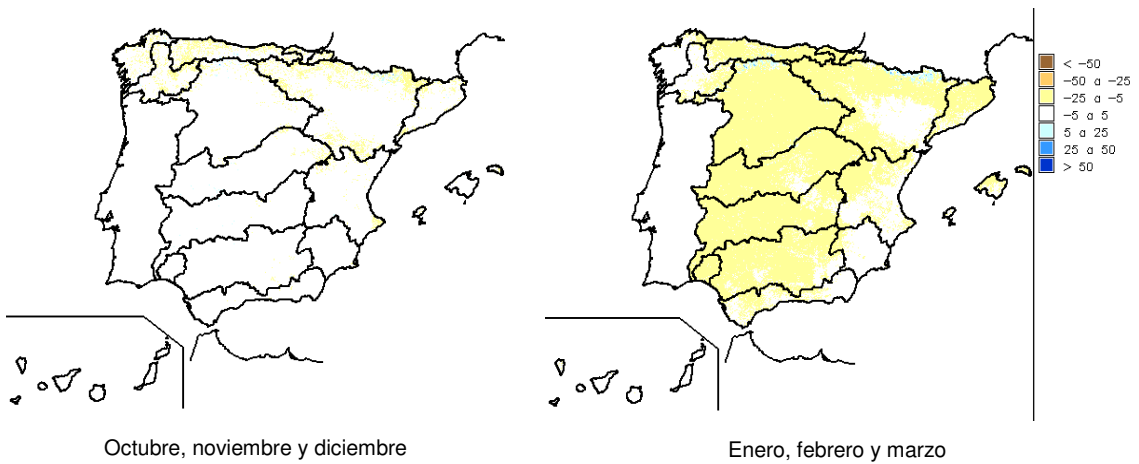 < −50
−50 a −25
−25 a −5
−5 a 5
5 a 25
25 a 50
> 50
Octubre, noviembre y diciembre
Enero, febrero y marzo